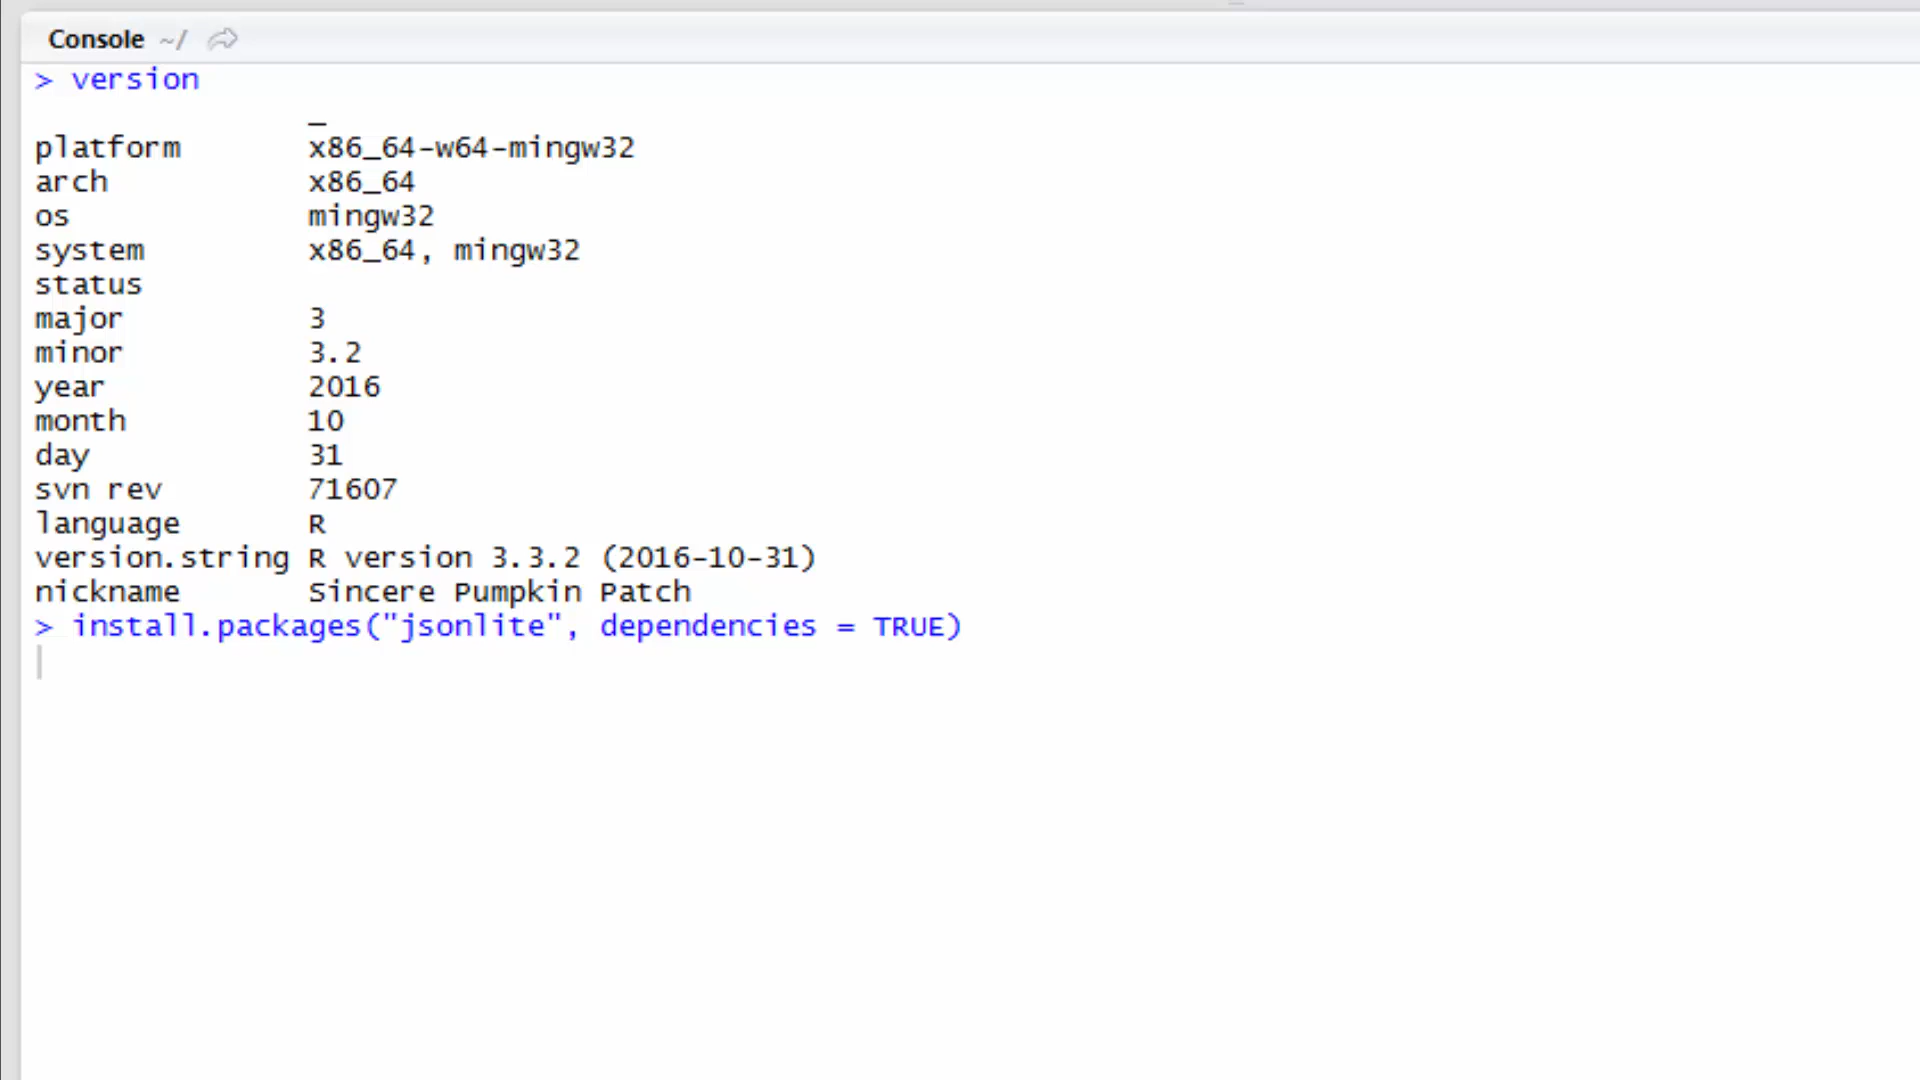 Console ~/
> version
_
platform x86_64-w64-mingw32
arch x86_64
os mingw32
system x86_64, mingw32
status
major 3
minor 3.2
year 2016
month 10
day 31
svn rev 71607
language R
version.string R version 3.3.2 (2016-10-31)
nickname Sincere Pumpkin Patch
> install.packages("jsonlite", dependencies = TRUE)